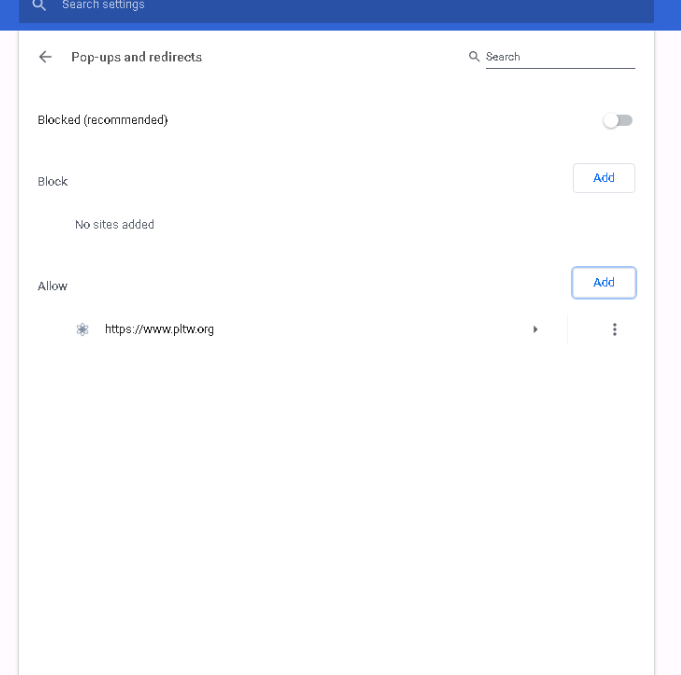 Search settings
Pop-ups and redirects
Search
Blocked (recommended)
Block
Add
No sites added
Allow
Add
https://www.pltw.org